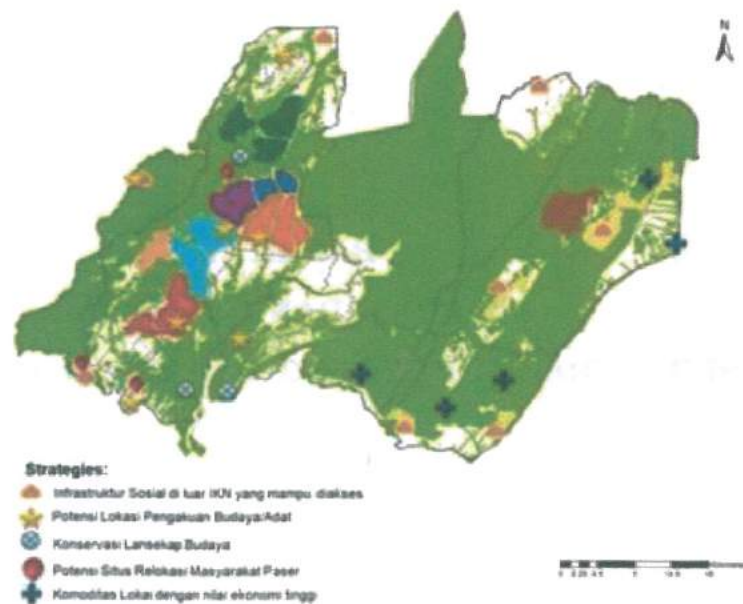 N
Strategies:
Infrastruktur Sosial di luar IKN yang mampu diakses
Potensi Lokasi Pengakuan Budaya/Adat
Konservasi Lansekap Budaya
Potensi Situs Relokasi Masyarakat Paser
Komoditas Lokal dengan nilai ekonomi tinggi